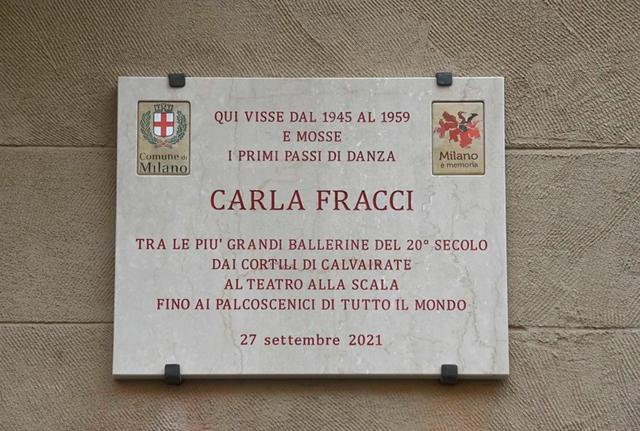 Comune di
Milano
Milano
è memoria
QUI VISSE DAL 1945 AL 1959
E MOSSE
I PRIMI PASSI DI DANZA
CARLA FRACCI
TRA LE PIU' GRANDI BALLERINE DEL 20° SECOLO
DAI CORTILI DI CALVAIRATE
AL TEATRO ALLA SCALA
FINO AI PALCOSCENICI DI TUTTO IL MONDO
27 settembre 2021